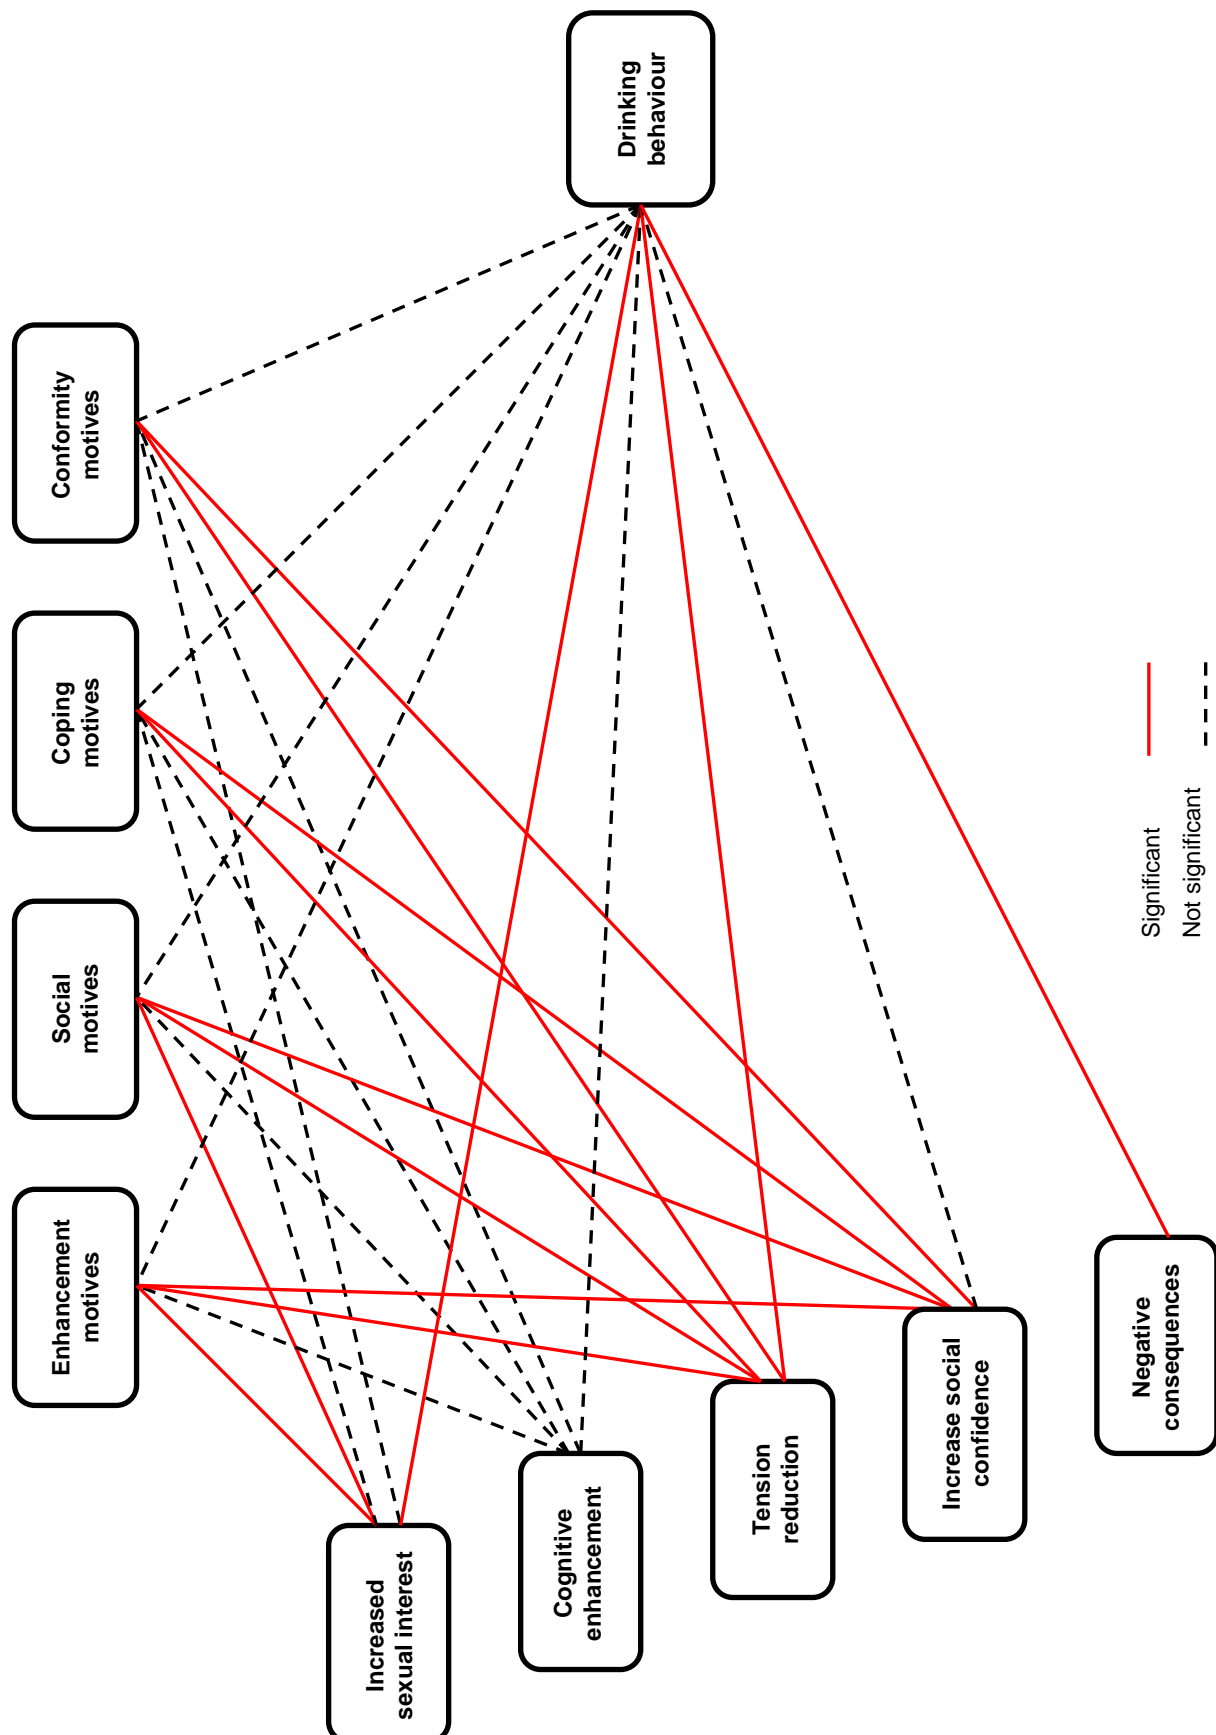 Enhancement
motives
Social
motives
Coping
motives
Conformity
motives
Drinking
behaviour
Increased
sexual interest
Cognitive
enhancement
Tension
reduction
Increase social
confidence
Negative
consequences
Significant
Not significant